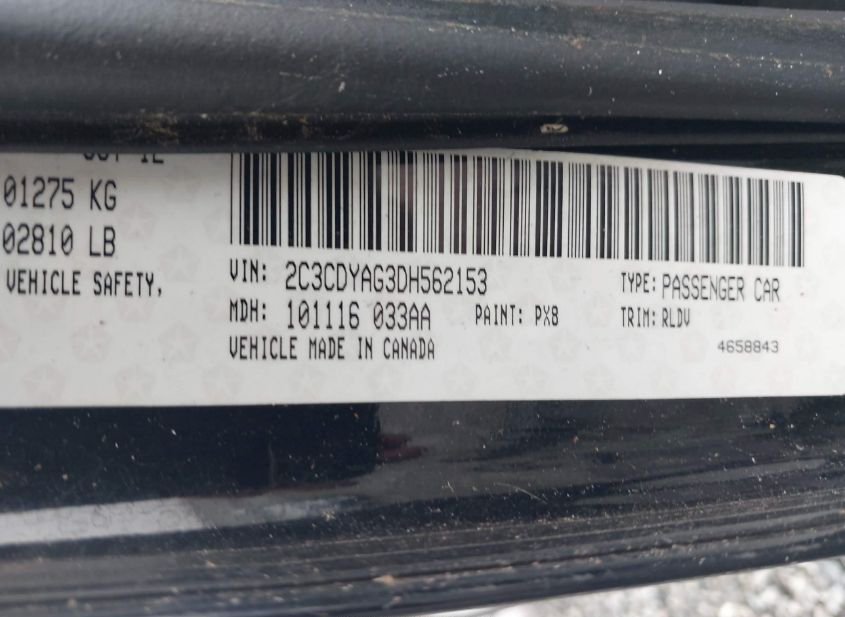 01275 KG
02810 LB
VEHICLE SAFETY,
VIN: 2C3CDYAG3DH562153
TYPE: PASSENGER CAR
MDH: 101116 033AA
PAINT: PX8
TRIM: RLDV
VEHICLE MADE IN CANADA
4658843